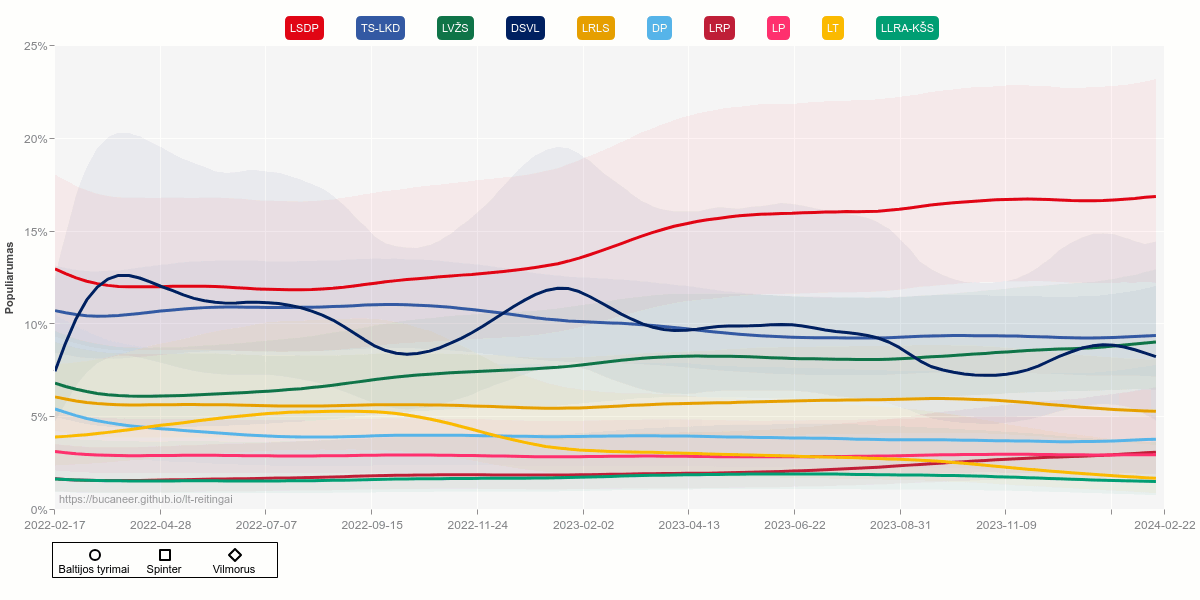 LSDP TS-LKD LVŽS DSVL LRLS DP LRP LP LT LLRA-KŠS
25%
20%
15%
10%
5%
0%
Populiarumas
https://bucaneer.github.io/lt-reitingai
2022-02-17 2022-04-28 2022-07-07 2022-09-15 2022-11-24 2023-02-02 2023-04-13 2023-06-22 2023-08-31 2023-11-09 2024-02-22
Baltijos tyrimai Spinter Vilmorus